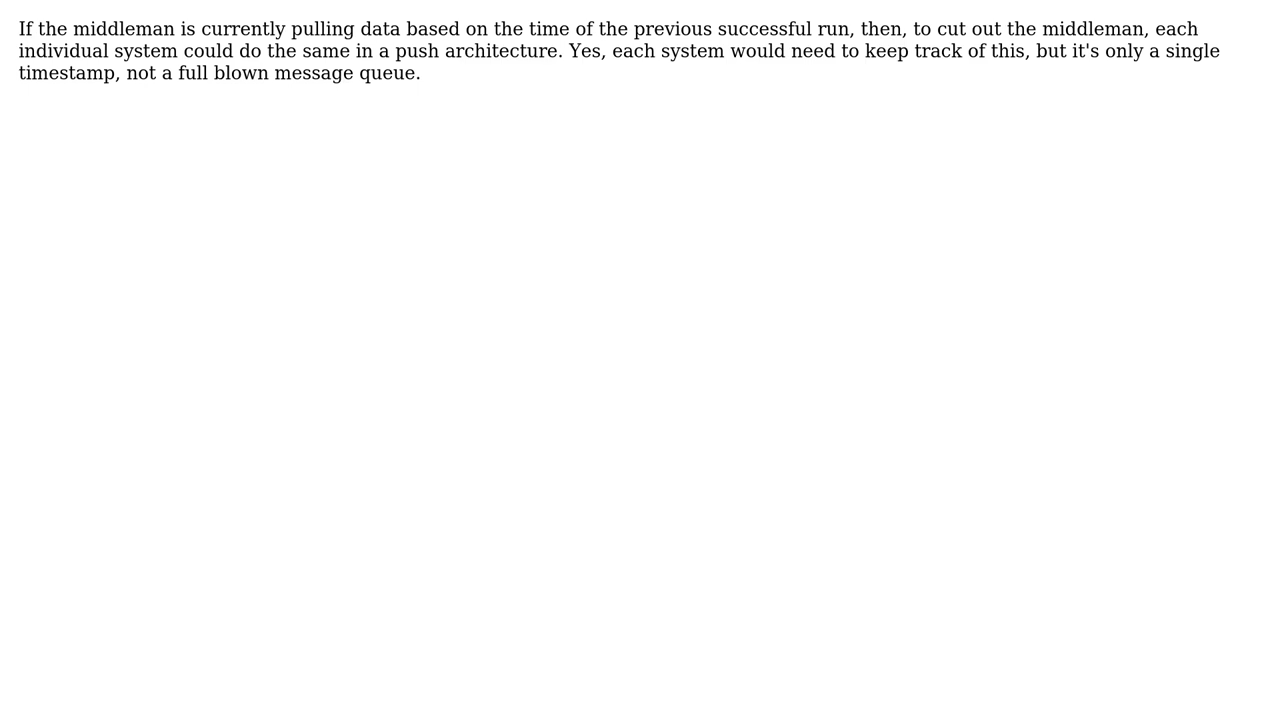 If the middleman is currently pulling data based on the time of the previous successful run, then, to cut out the middleman, each
individual system could do the same in a push architecture. Yes, each system would need to keep track of this, but it's only a single
timestamp, not a full blown message queue.